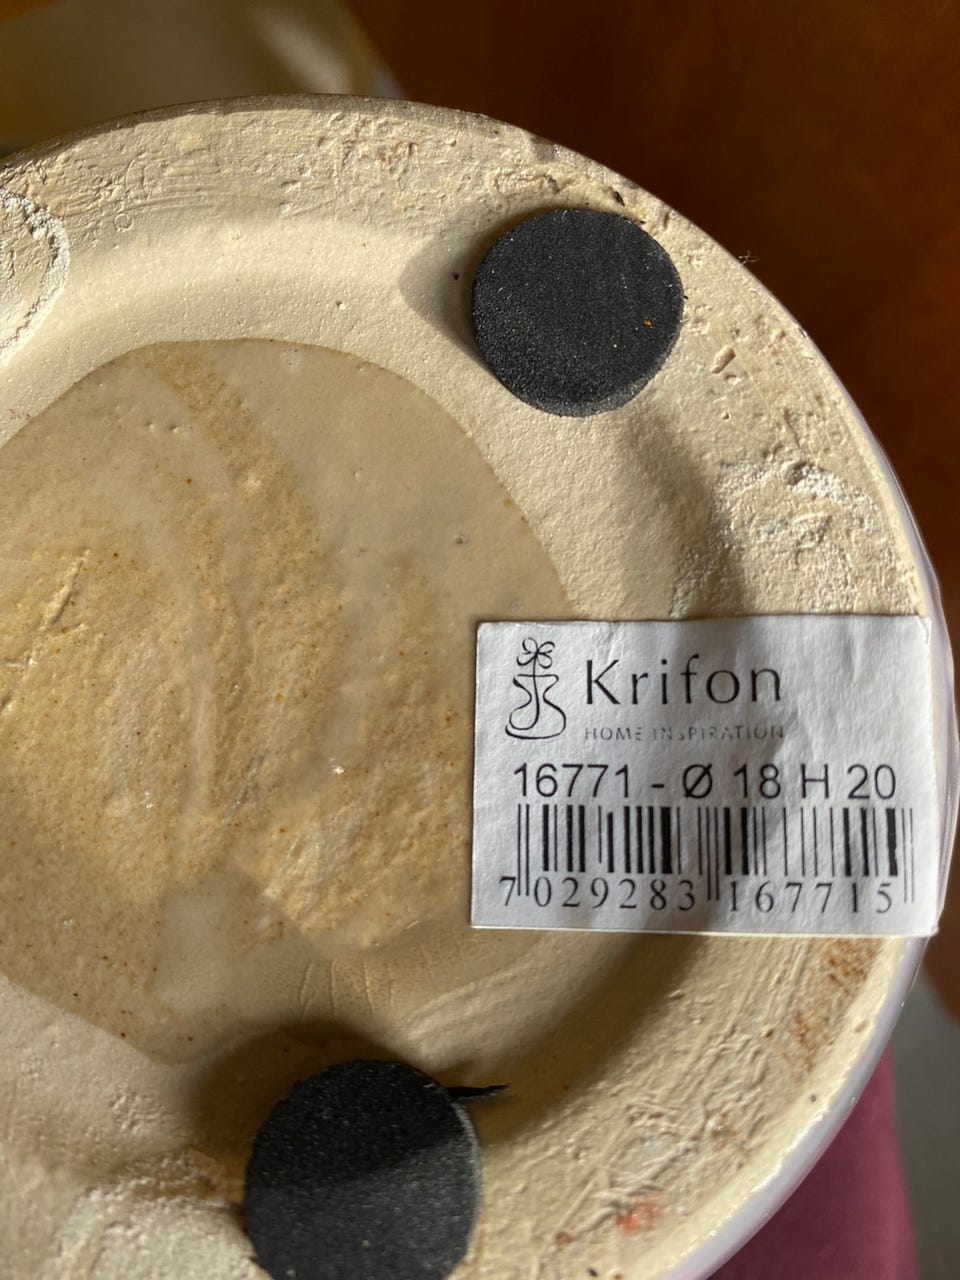 Krifon
HOME INSPIRATION
16771 - Ø 18 H 20
7 029283 167715